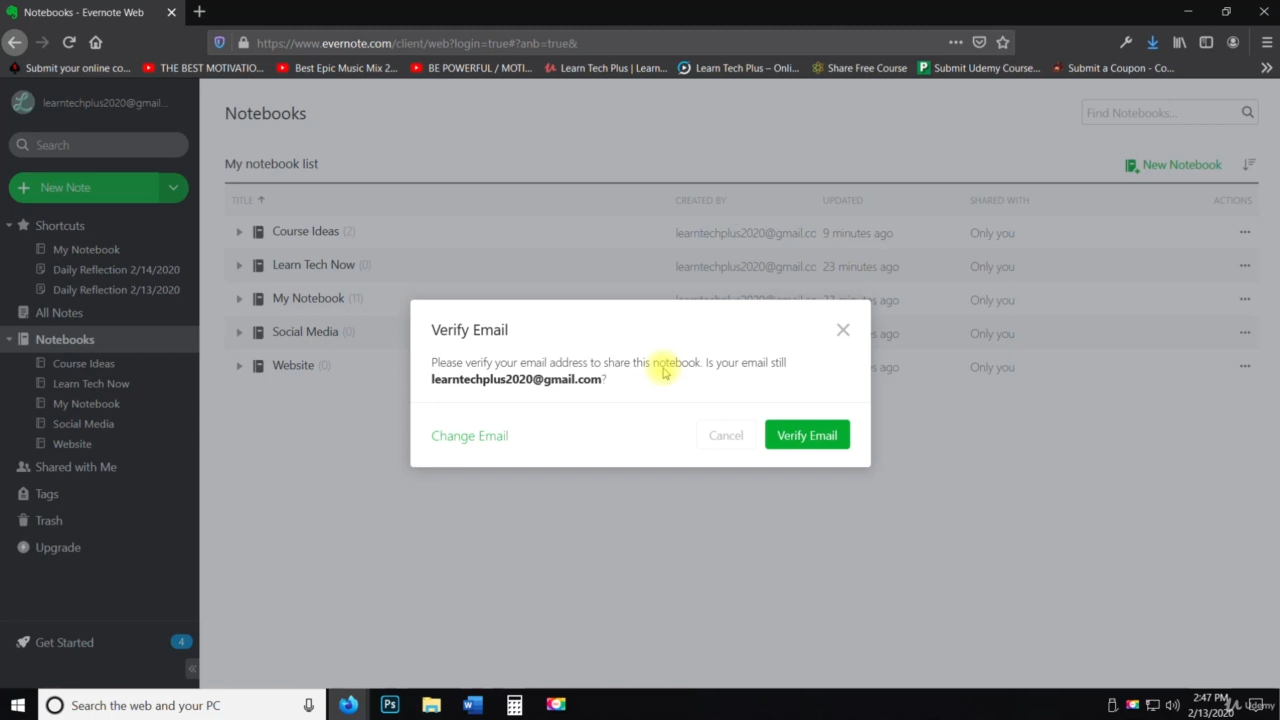 Notebooks - Evernote Web
https://www.evernote.com/client/web?login=true#?anb=true&
Submit your online co... THE BEST MOTIVATIO... Best Epic Music Mix 2... BE POWERFUL / MOTI... Learn Tech Plus | Learn... Learn Tech Plus – Onli... Share Free Course Submit Udemy Course... Submit a Coupon - Co...
learntechplus2020@gmail...
Search
New Note
Shortcuts
My Notebook
Daily Reflection 2/14/2020
Daily Reflection 2/13/2020
All Notes
Notebooks
Course Ideas
Learn Tech Now
My Notebook
Social Media
Website
Shared with Me
Tags
Trash
Upgrade
Get Started 4
Notebooks
Find Notebooks...
My notebook list
New Notebook
TITLE CREATED BY UPDATED SHARED WITH ACTIONS
Course Ideas (2) learntechplus2020@gmail.co 9 minutes ago Only you
Learn Tech Now (0) learntechplus2020@gmail.co 23 minutes ago Only you
My Notebook (11) Only you
Social Media (0) ago Only you
Website (0) ago Only you
Verify Email
Please verify your email address to share this notebook. Is your email still
learntechplus2020@gmail.com?
Change Email Cancel Verify Email
Search the web and your PC
Ps
2:47 PM
2/13/2020
Udemy